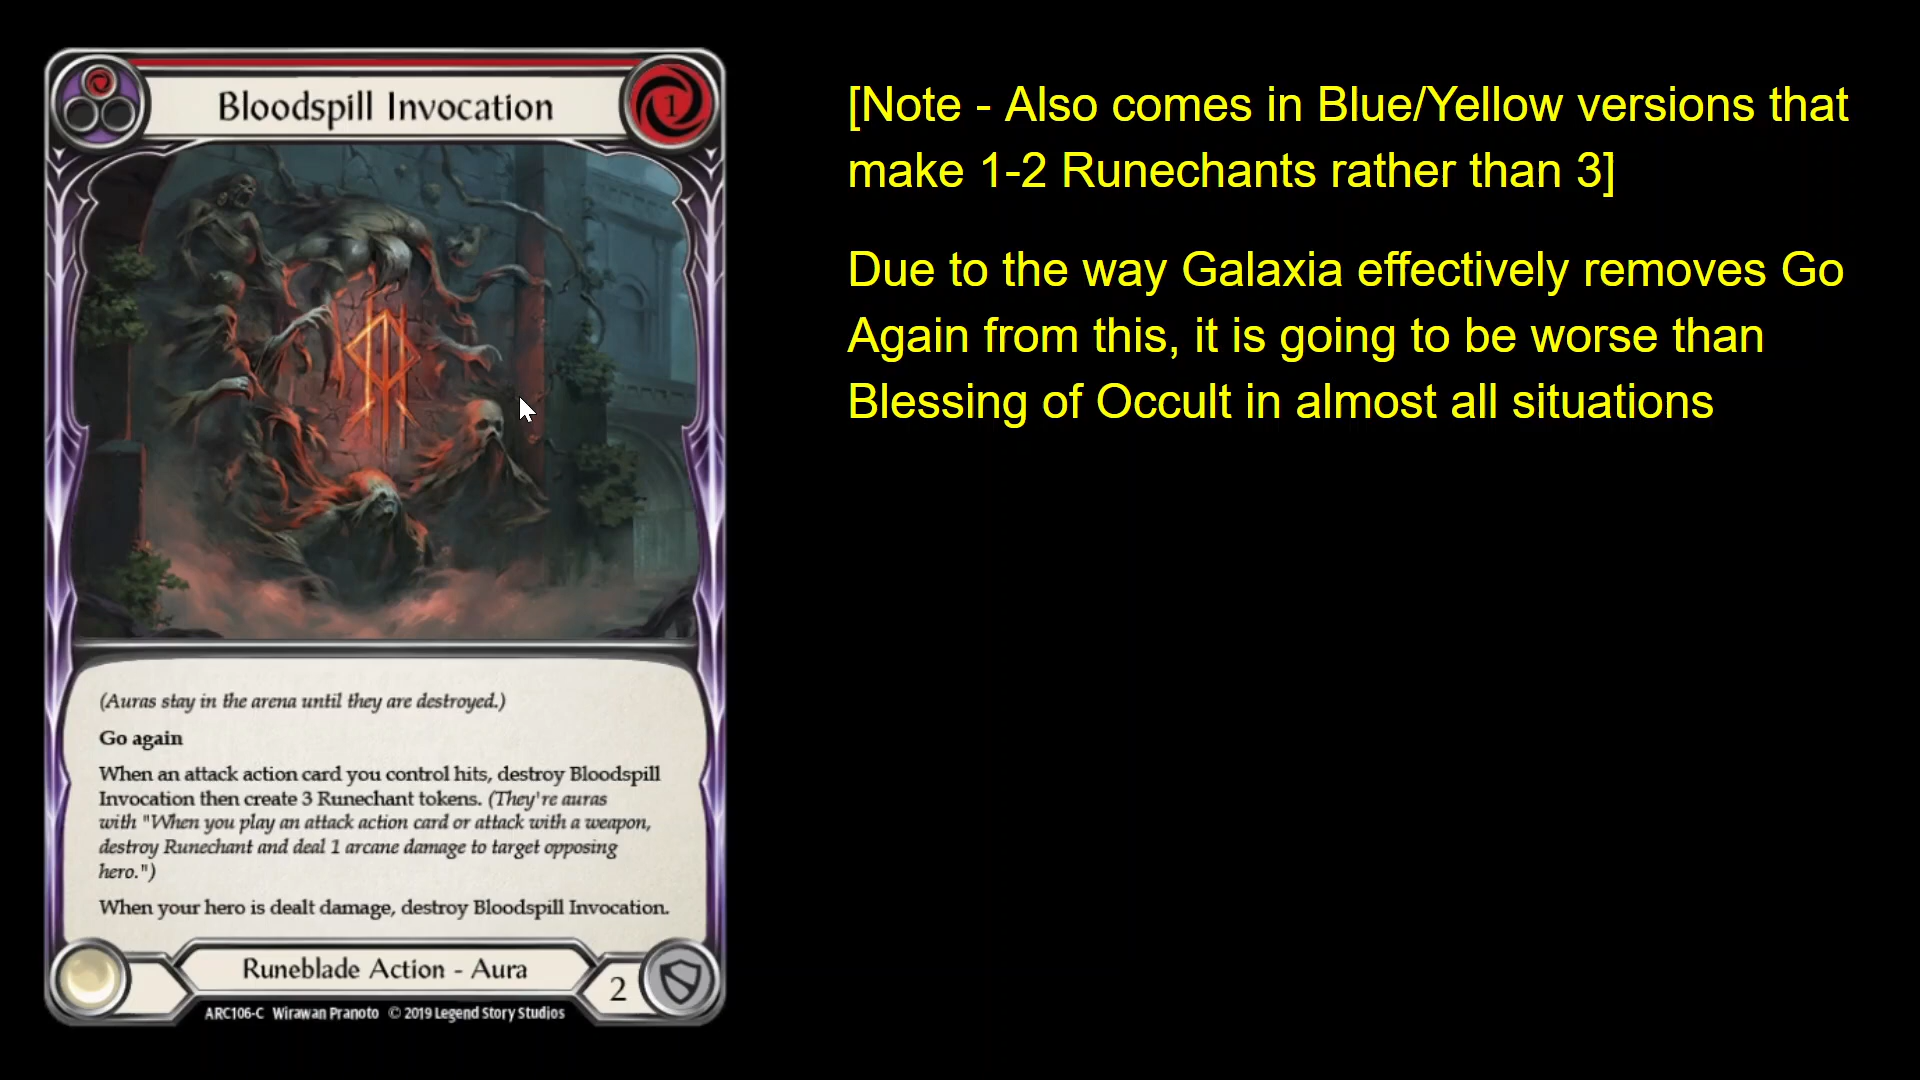 Bloodspill Invocation
1
[Note - Also comes in Blue/Yellow versions that
make 1-2 Runechants rather than 3]
Due to the way Galaxia effectively removes Go
Again from this, it is going to be worse than
Blessing of Occult in almost all situations
(Auras stay in the arena until they are destroyed.)
Go again
When an attack action card you control hits, destroy Bloodspill
Invocation then create 3 Runechant tokens. (They're auras
with "When you play an attack action card or attack with a weapon,
destroy Runechant and deal 1 arcane damage to target opposing
hero.")
When your hero is dealt damage, destroy Bloodspill Invocation.
Runeblade Action - Aura
2
ARC106-C Wirawan Pranoto © 2019 Legend Story Studios